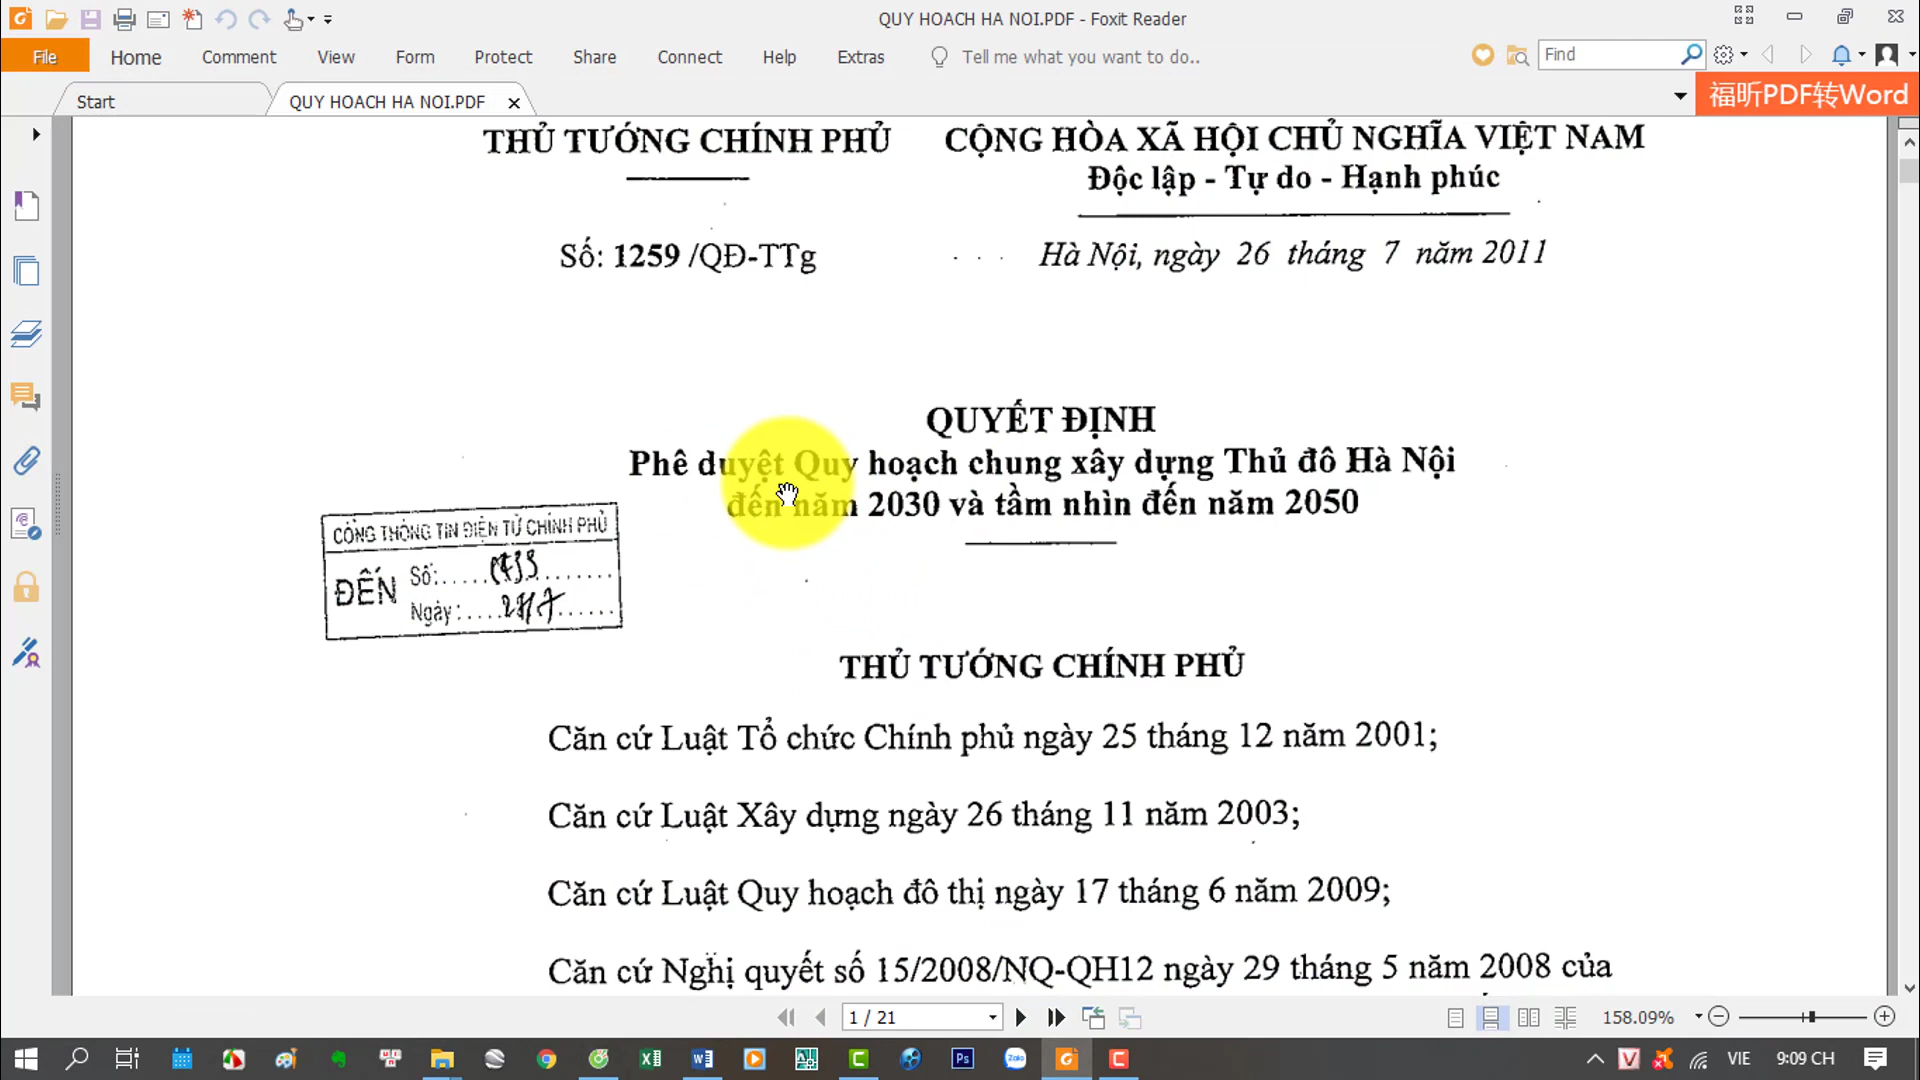 QUY HOACH HA NOI.PDF - Foxit Reader
File Home Comment View Form Protect Share Connect Help Extras Tell me what you want to do.. Find
Start QUY HOACH HA NOI.PDF
福昕PDF转Word
THỦ TƯỚNG CHÍNH PHỦ
CỘNG HÒA XÃ HỘI CHỦ NGHĨA VIỆT NAM
Độc lập - Tự do - Hạnh phúc
Số: 1259 /QĐ-TTg
Hà Nội, ngày 26 tháng 7 năm 2011
QUYẾT ĐỊNH
Phê duyệt Quy hoạch chung xây dựng Thủ đô Hà Nội
đến năm 2030 và tầm nhìn đến năm 2050
CỔNG THÔNG TIN ĐIỆN TỬ CHÍNH PHỦ
ĐẾN
Số:
Ngày:
THỦ TƯỚNG CHÍNH PHỦ
Căn cứ Luật Tổ chức Chính phủ ngày 25 tháng 12 năm 2001;
Căn cứ Luật Xây dựng ngày 26 tháng 11 năm 2003;
Căn cứ Luật Quy hoạch đô thị ngày 17 tháng 6 năm 2009;
Căn cứ Nghị quyết số 15/2008/NQ-QH12 ngày 29 tháng 5 năm 2008 của
1 / 21
158.09%
Ps
Zalo
VIE
9:09 CH